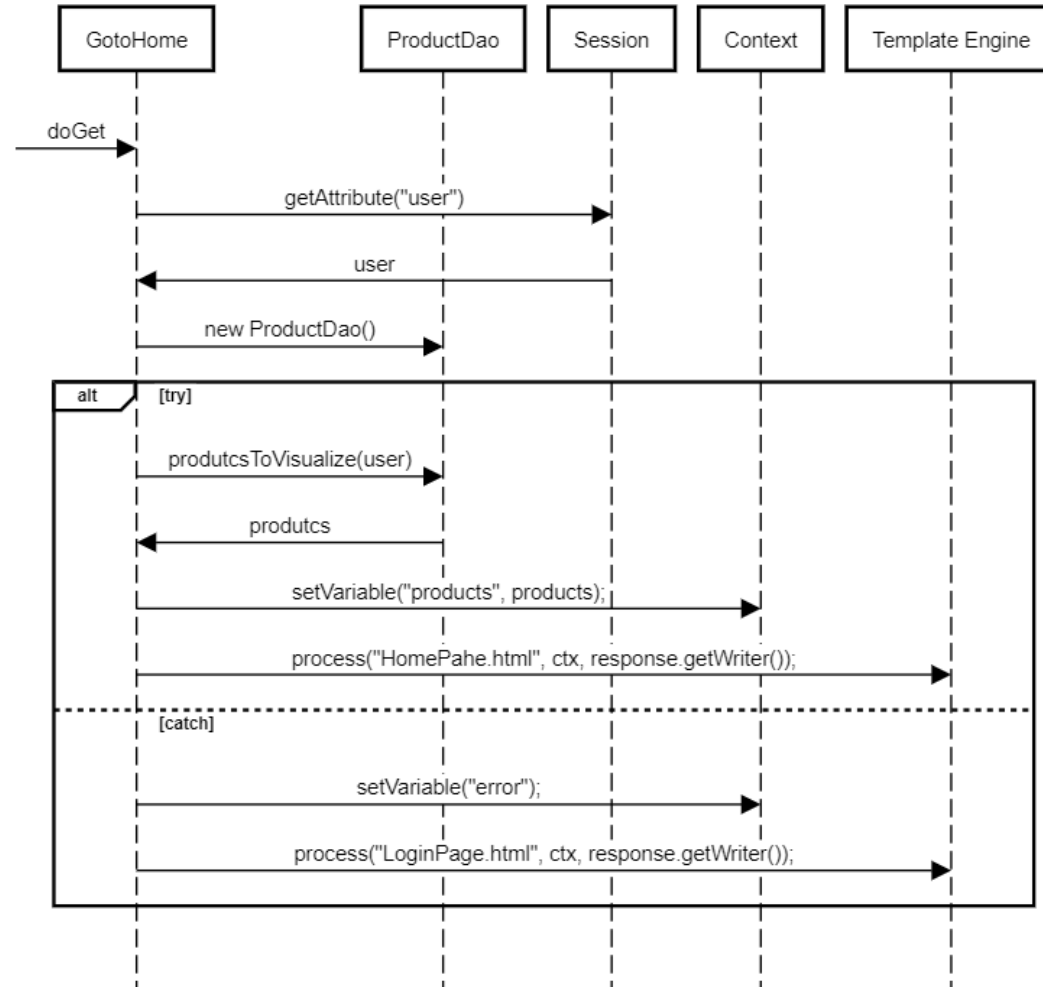 GotoHome
ProductDao
Session
Context
Template Engine
doGet
getAttribute("user")
user
new ProductDao()
alt
[try]
produtcsToVisualize(user)
produtcs
setVariable("products", products);
process("HomePahe.html", ctx, response.getWriter());
[catch]
setVariable("error");
process("LoginPage.html", ctx, response.getWriter());